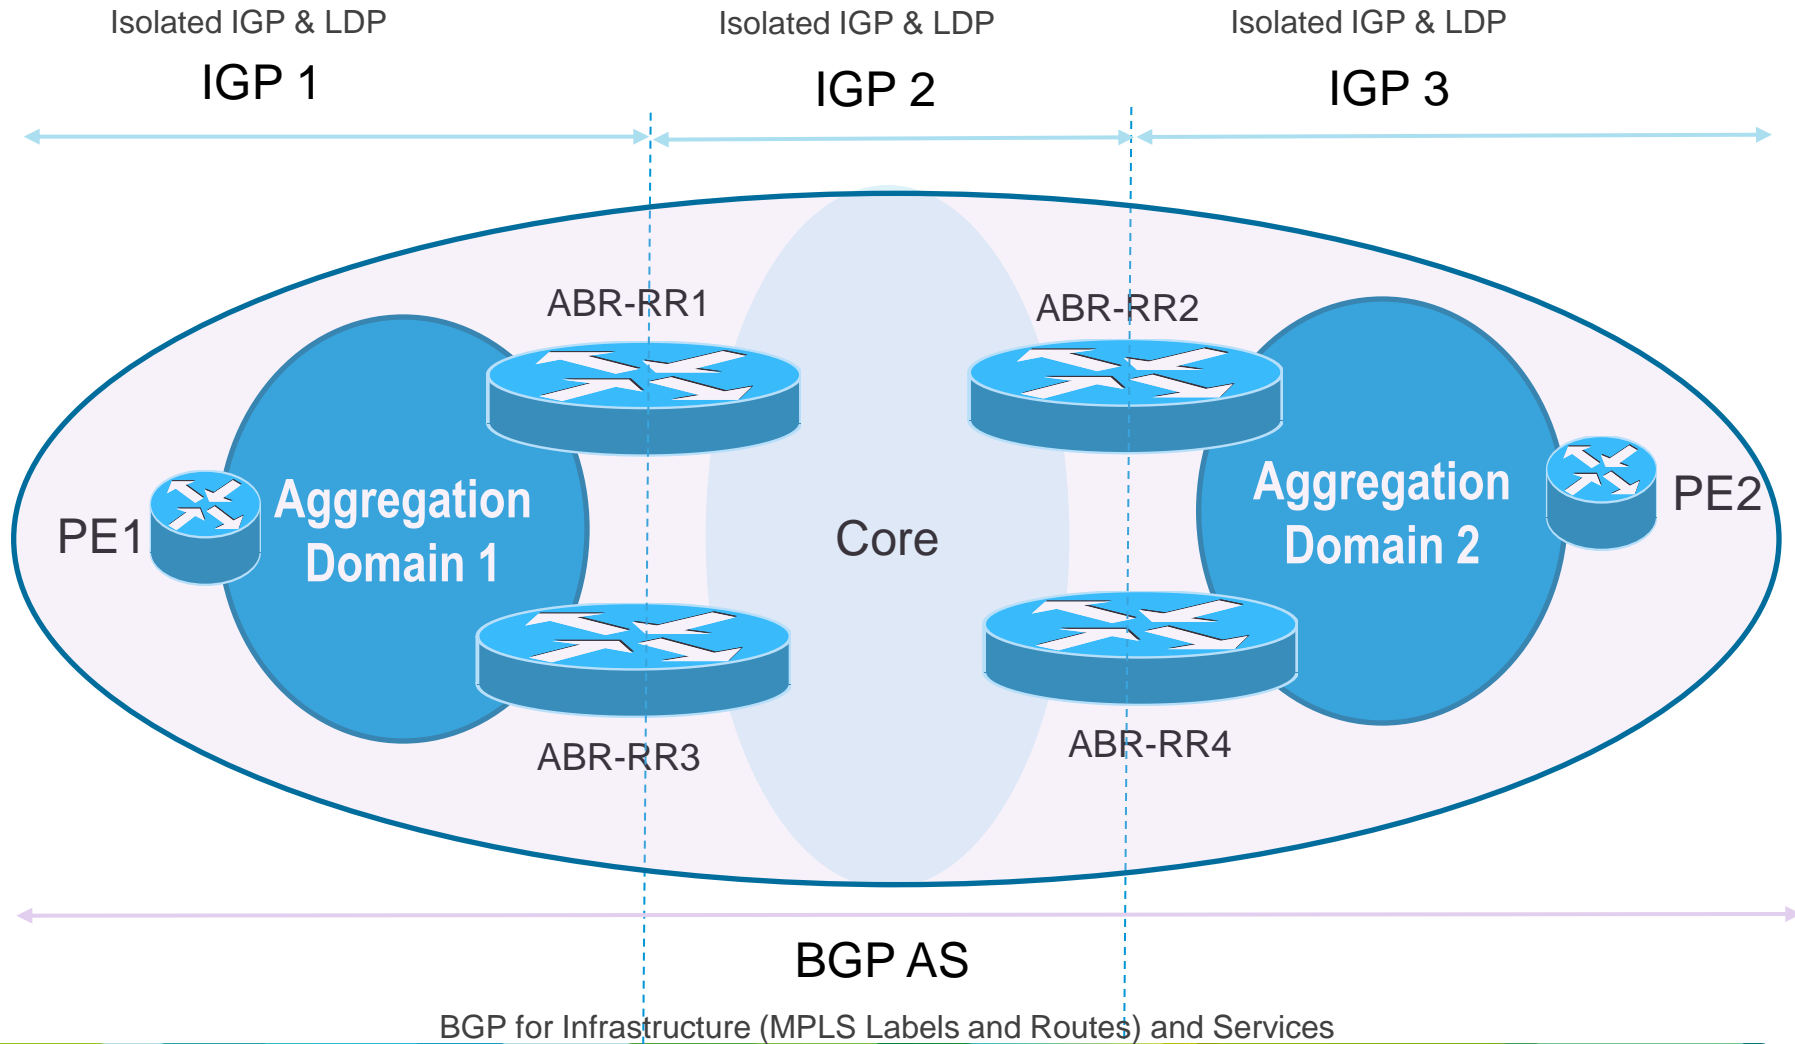 Isolated IGP & LDP
Isolated IGP & LDP
Isolated IGP & LDP
IGP 1
IGP 2
IGP 3
ABR-RR1
ABR-RR2
PE1
Aggregation
Domain 1
Core
Aggregation
Domain 2
PE2
ABR-RR3
ABR-RR4
BGP AS
BGP for Infrastructure (MPLS Labels and Routes) and Services